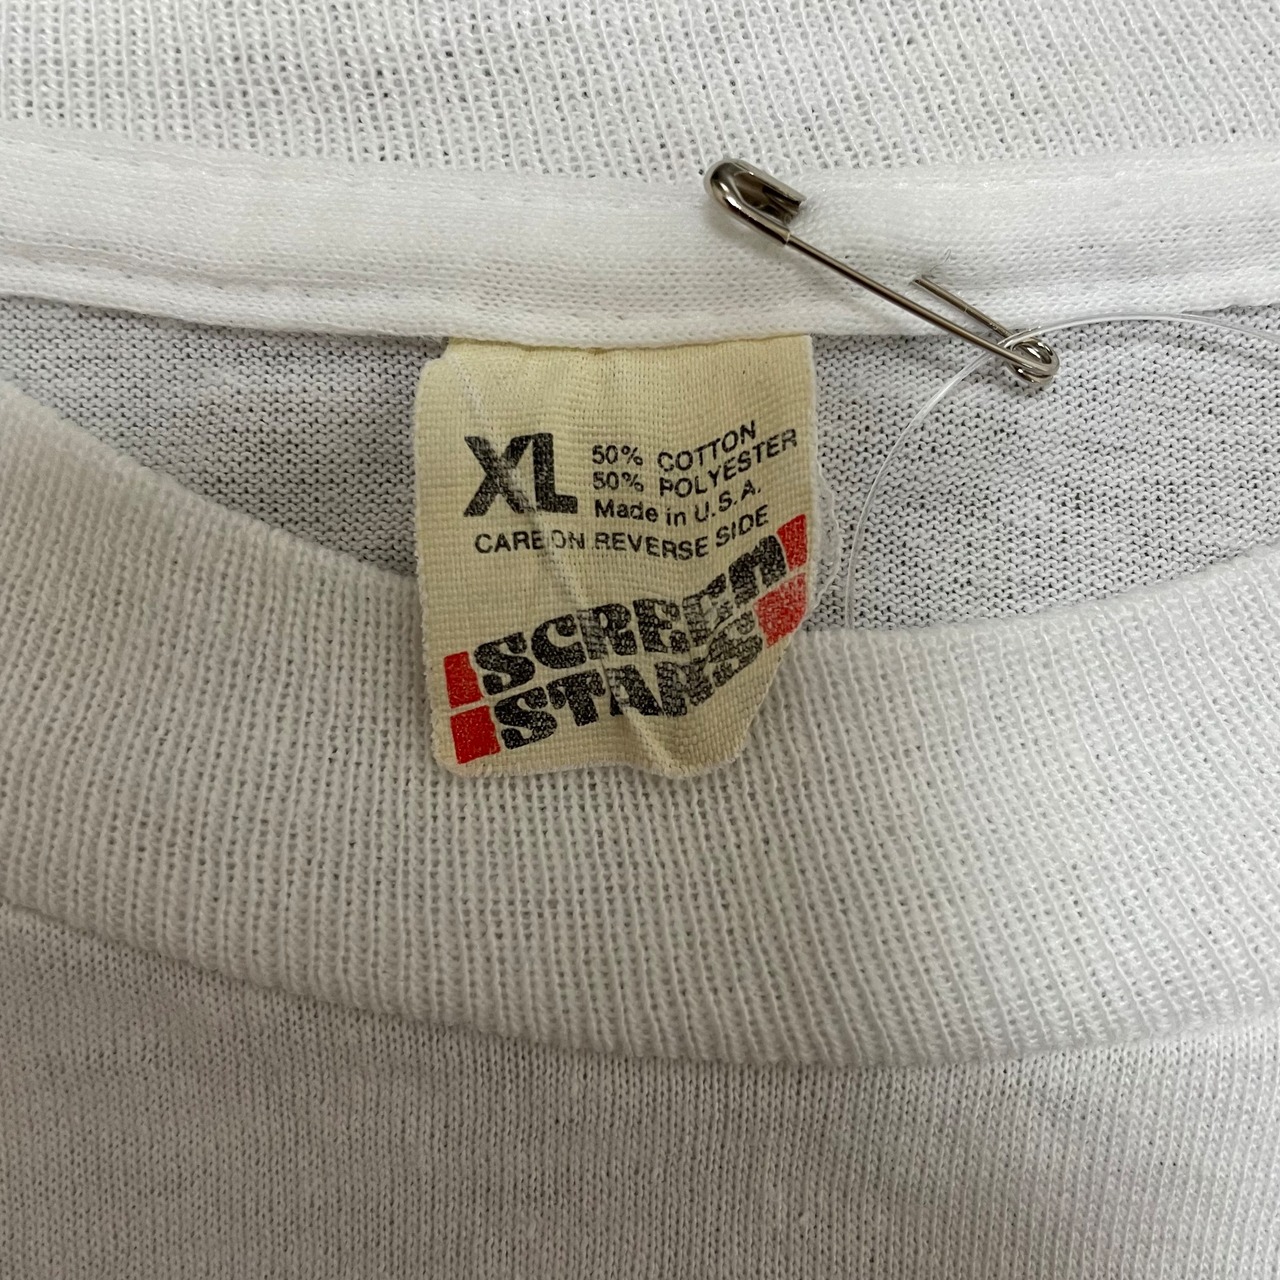 XL
50% COTTON
50% POLYESTER
Made in U.S.A.
CARE ON REVERSE SIDE
SCREEN
STARS